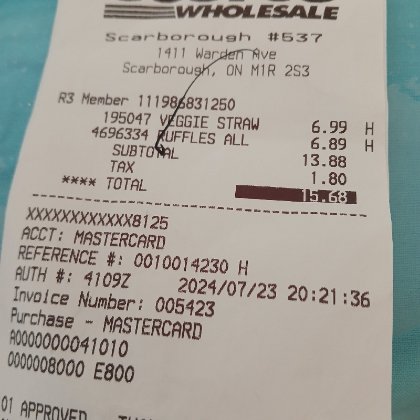 WHOLESALE
Scarborough #537
1411 Warden Ave
Scarborough, ON M1R 2S3
R3 Member 111986831250
195047 VEGGIE STRAW 6.99 H
4696334 RUFFLES ALL 6.89 H
SUBTOTAL 13.88
TAX 1.80
**** TOTAL 15.68
XXXXXXXXXXXX8125
ACCT: MASTERCARD
REFERENCE #: 0010014230 H
AUTH #: 4109Z 2024/07/23 20:21:36
Invoice Number: 005423
Purchase - MASTERCARD
A0000000041010
0000008000 E800
01 APPROVED